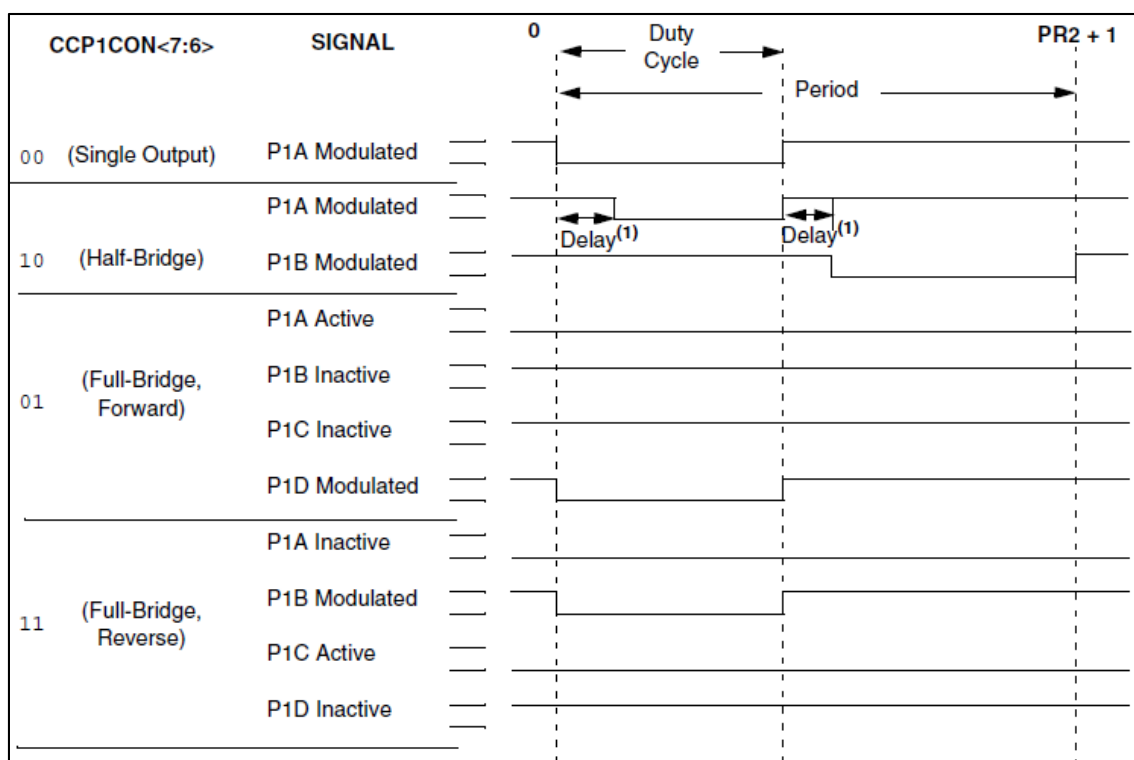 CCP1CON<7:6> SIGNAL 0 Duty Cycle PR2 + 1
Period
00 (Single Output) P1A Modulated
P1A Modulated
Delay(1) Delay(1)
10 (Half-Bridge) P1B Modulated
P1A Active
P1B Inactive
01 (Full-Bridge, Forward)
P1C Inactive
P1D Modulated
P1A Inactive
P1B Modulated
11 (Full-Bridge, Reverse)
P1C Active
P1D Inactive